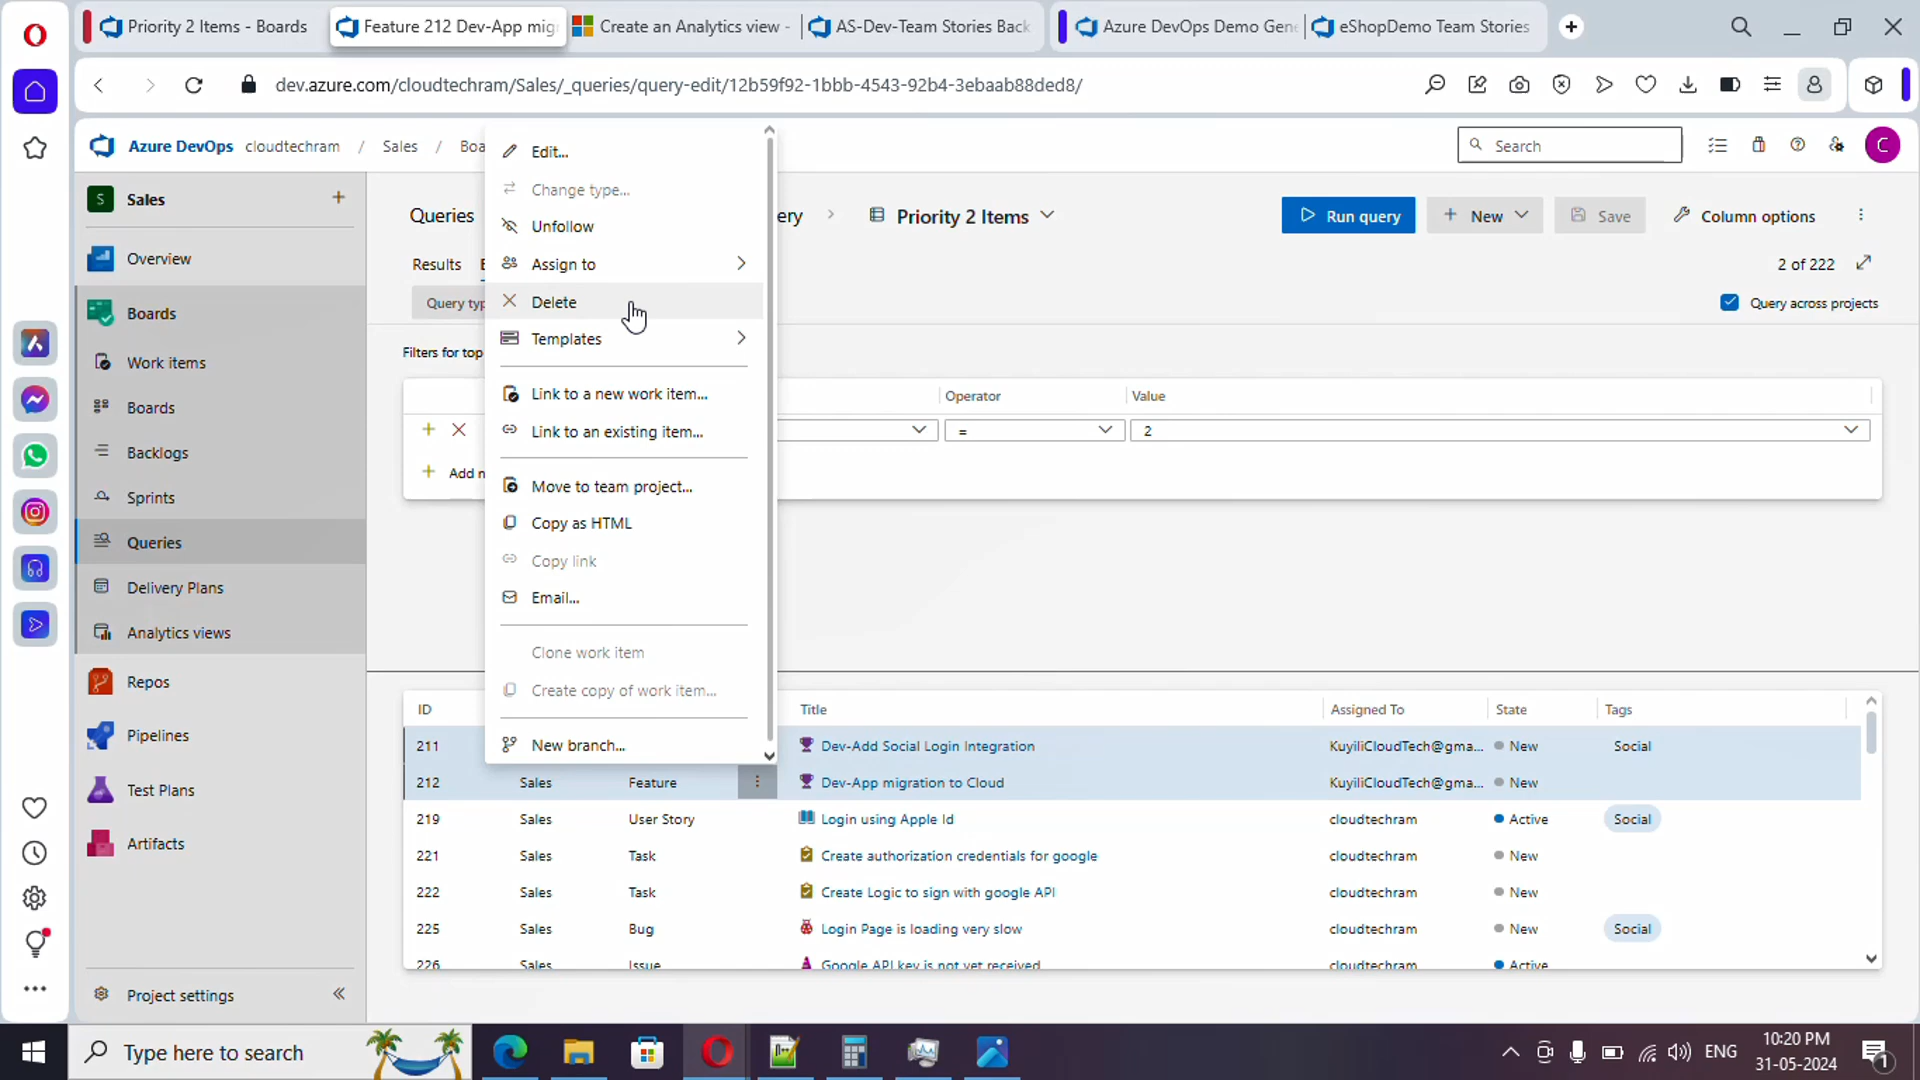 Priority 2 Items - Boards
Feature 212 Dev-App mig
Create an Analytics view -
AS-Dev-Team Stories Back
Azure DevOps Demo Gene
eShopDemo Team Stories
dev.azure.com/cloudtechram/Sales/_queries/query-edit/12b59f92-1bbb-4543-92b4-3ebaab88ded8/
Azure DevOps cloudtechram / Sales / Boa
Search
C
S Sales
Overview
Boards
Work items
Boards
Backlogs
Sprints
Queries
Delivery Plans
Analytics views
Repos
Pipelines
Test Plans
Artifacts
Project settings
Queries
ery
Priority 2 Items
Run query
New
Save
Column options
Results
E
2 of 222
Query typ
Query across projects
Filters for top
Operator
Value
=
2
Add n
Edit...
Change type...
Unfollow
Assign to
Delete
Templates
Link to a new work item...
Link to an existing item...
Move to team project...
Copy as HTML
Copy link
Email...
Clone work item
Create copy of work item...
New branch...
ID Title Assigned To State Tags
211 Dev-Add Social Login Integration KuyiliCloudTech@gma... New Social
212 Sales Feature Dev-App migration to Cloud KuyiliCloudTech@gma... New
219 Sales User Story Login using Apple Id cloudtechram Active Social
221 Sales Task Create authorization credentials for google cloudtechram New
222 Sales Task Create Logic to sign with google API cloudtechram New
225 Sales Bug Login Page is loading very slow cloudtechram New Social
226 Sales Issue Google API key is not yet received cloudtechram Active
Type here to search
ENG
10:20 PM
31-05-2024
1